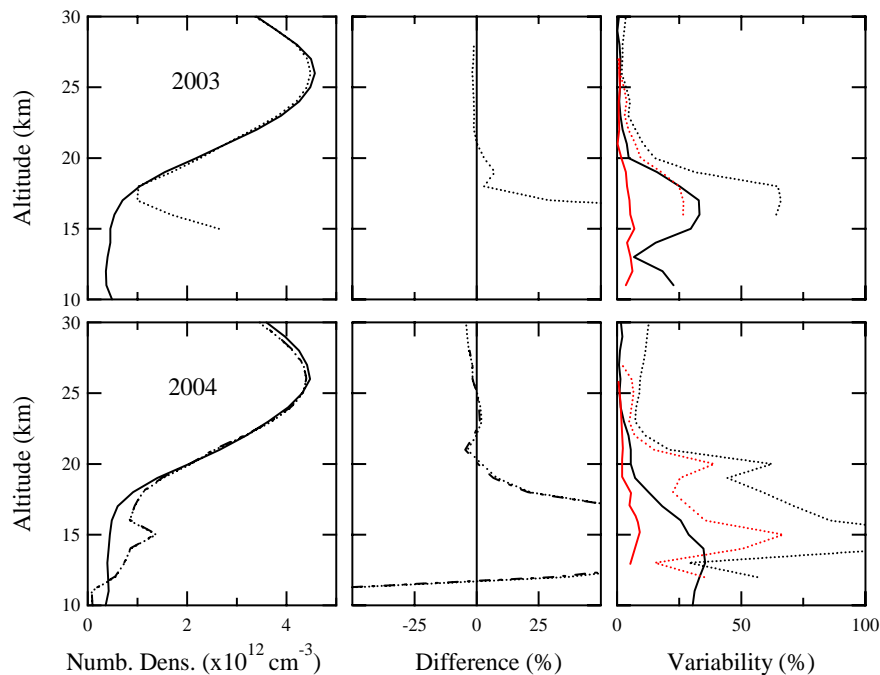 30
25
20
15
10
Altitude (km)
2003
30
25
20
15
10
Altitude (km)
2004
0 2 4
-25 0 25
0 50 100
Numb. Dens. (x10^12 cm^-3)
Difference (%)
Variability (%)